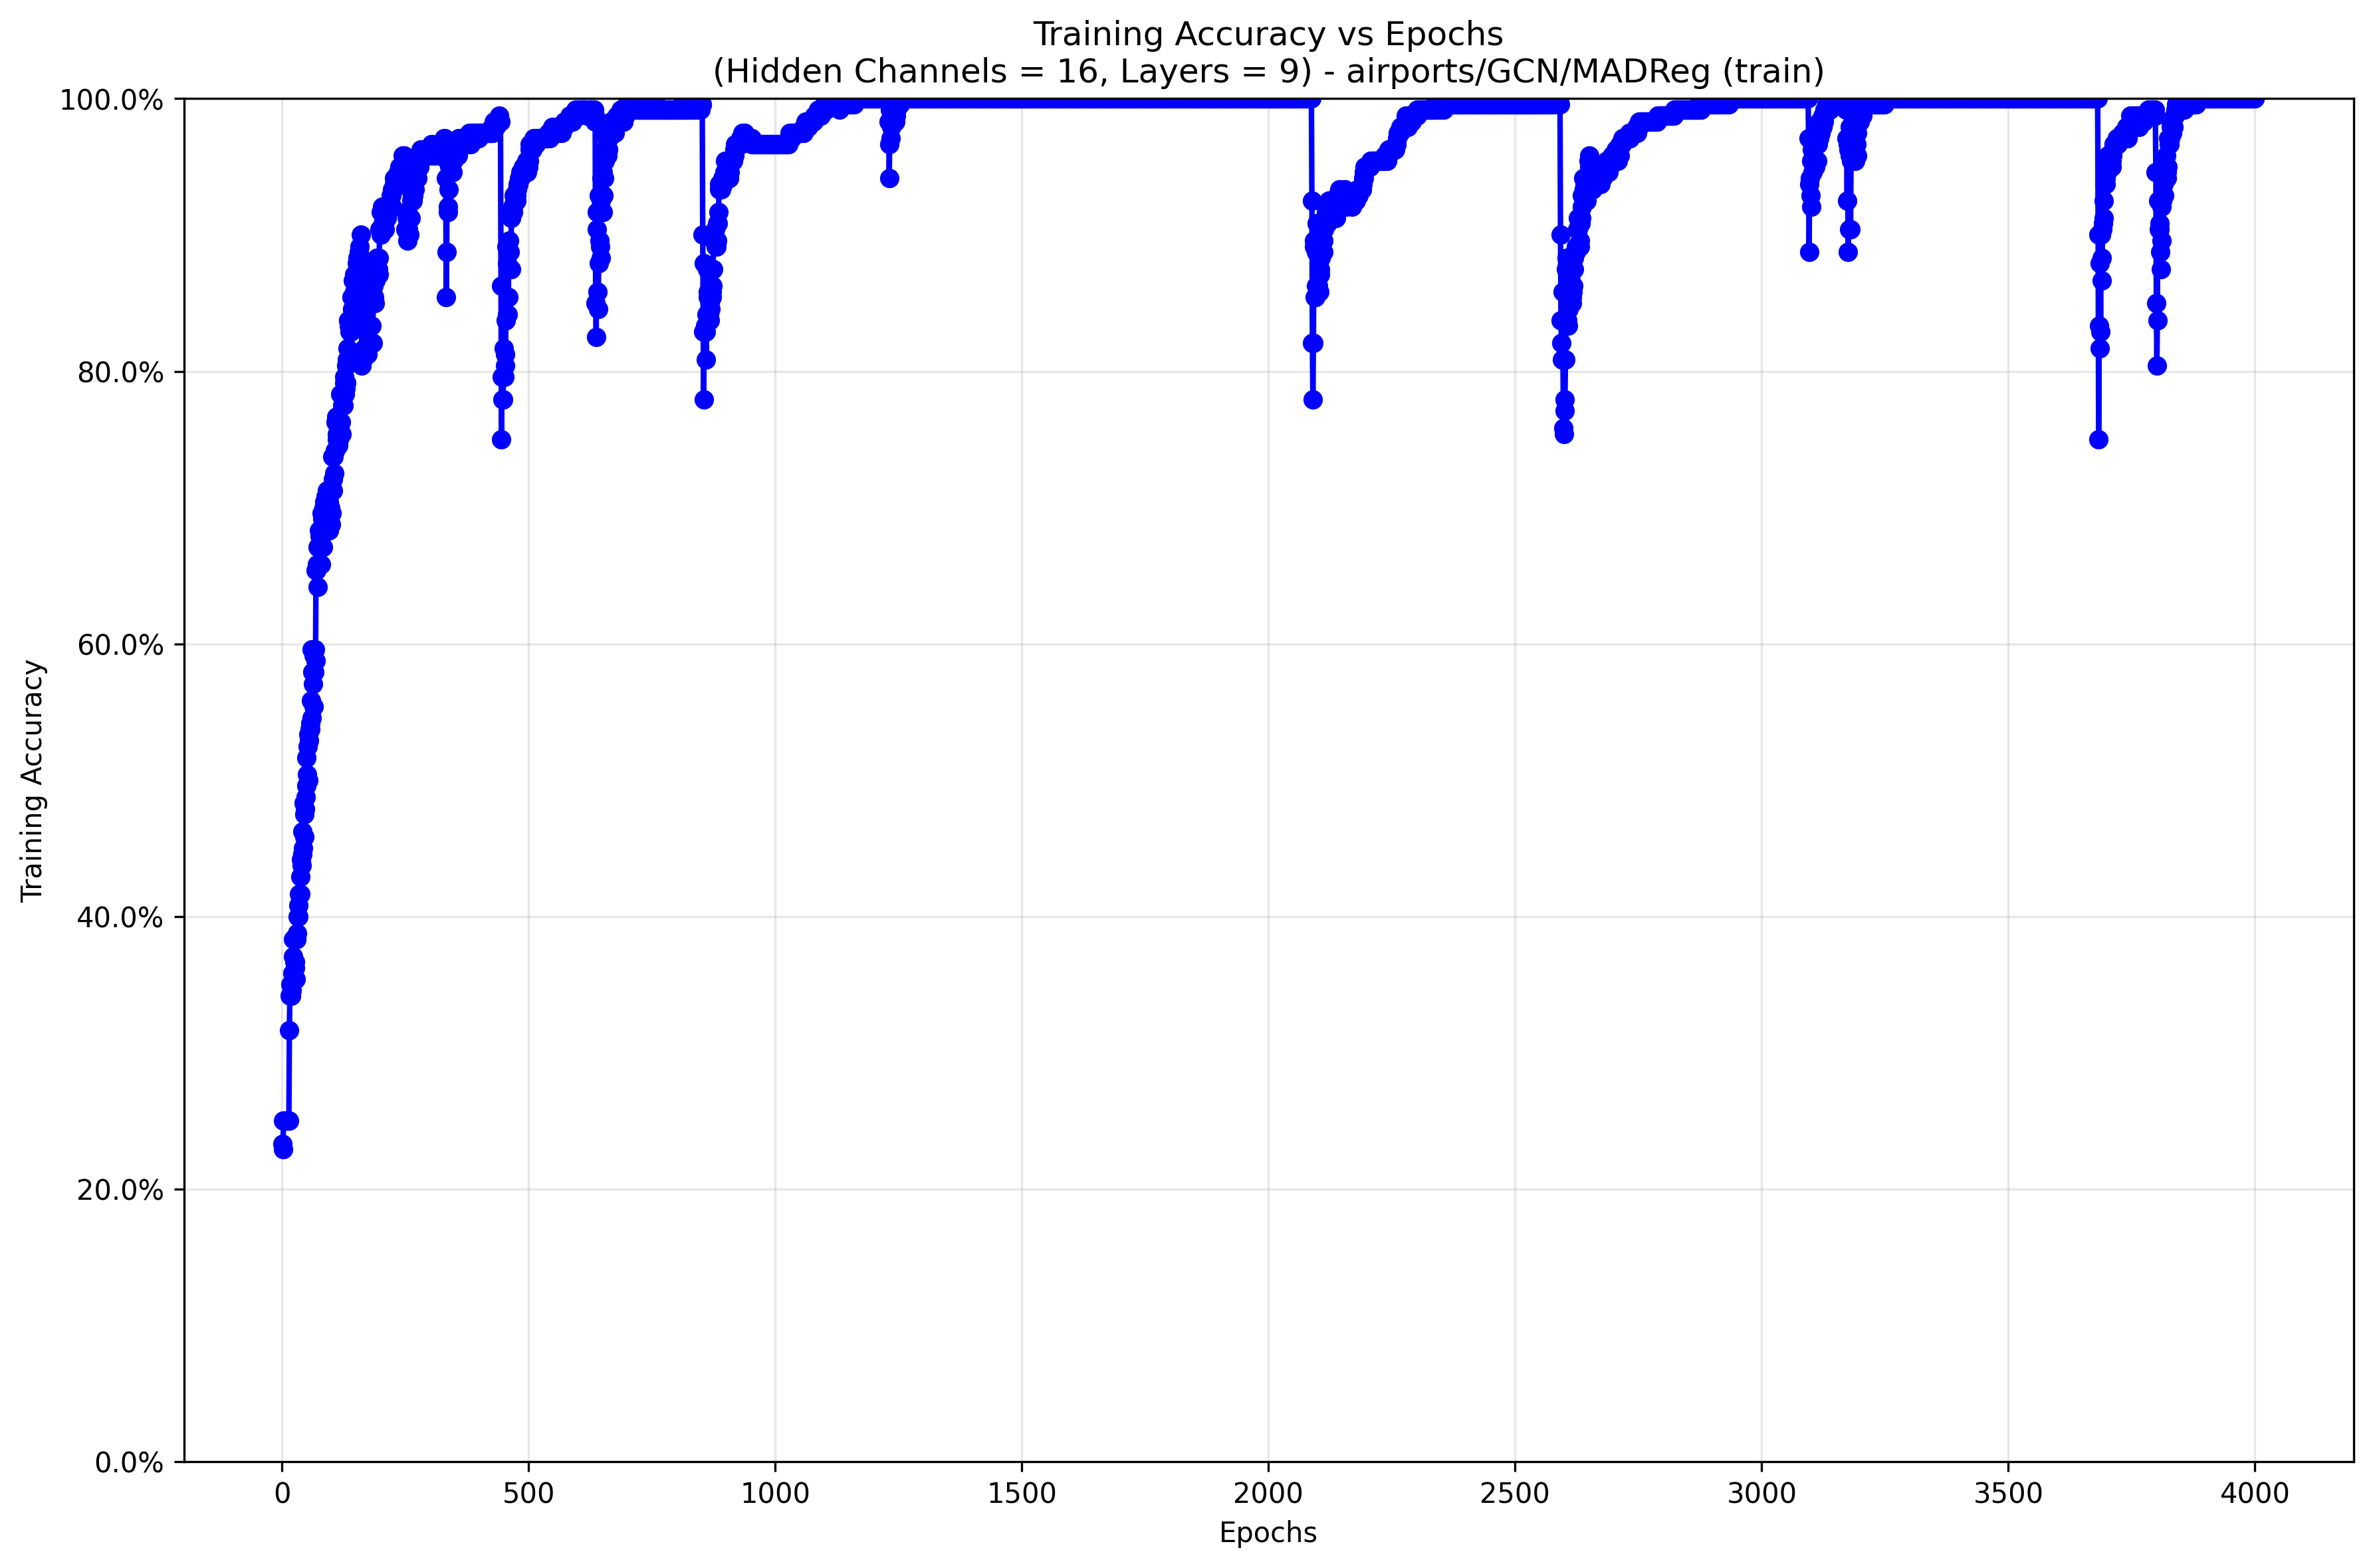 Training Accuracy vs Epochs
(Hidden Channels = 16, Layers = 9) - airports/GCN/MADReg (train)
100.0%
80.0%
60.0%
40.0%
20.0%
0.0%
Training Accuracy
0 500 1000 1500 2000 2500 3000 3500 4000
Epochs